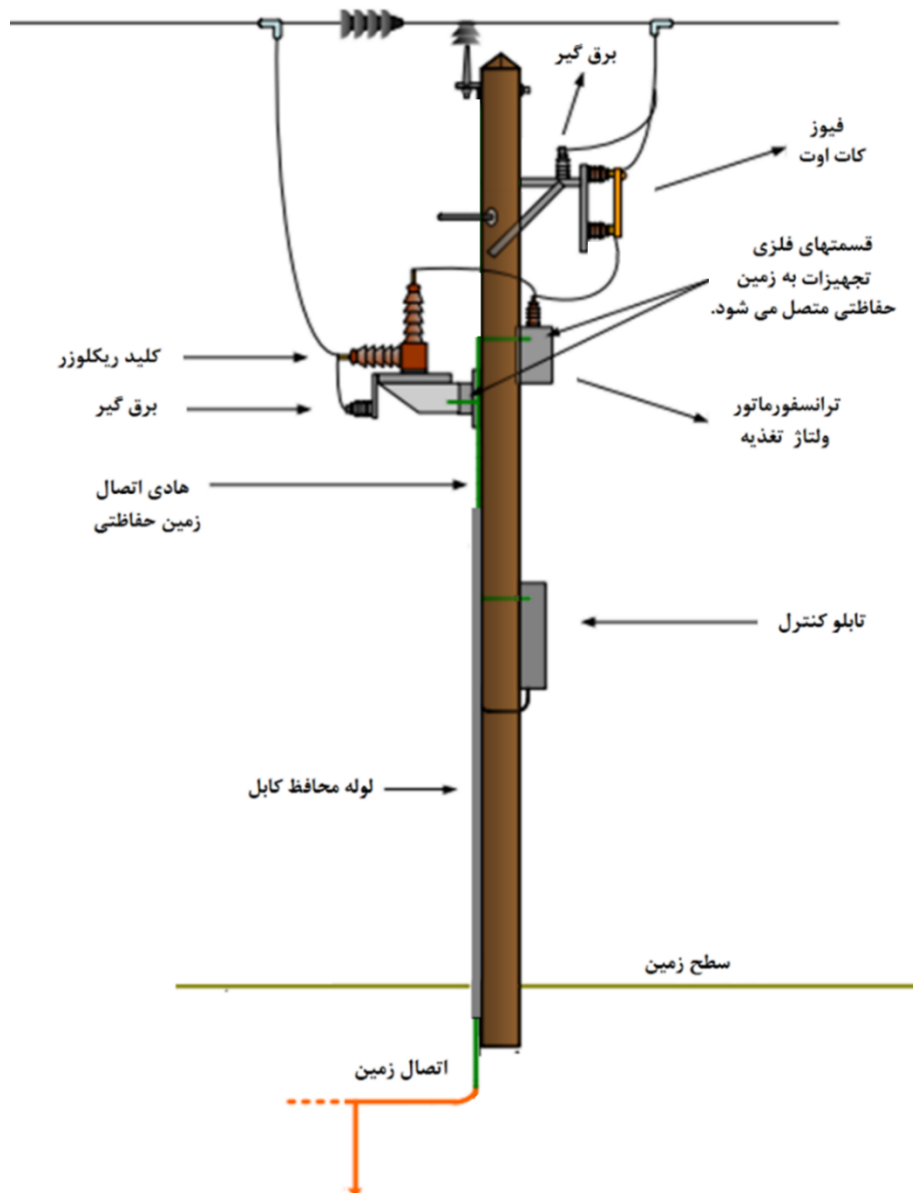 برق گیر
فیوز
کات اوت
قسمتهای فلزی
تجهیزات به زمین
حفاظتی متصل می شود.
کلید ریکلوزر
برق گیر
ترانسفورماتور
ولتاژ تغذیه
هادی اتصال
زمین حفاظتی
تابلو کنترل
لوله محافظ کابل
سطح زمین
اتصال زمین